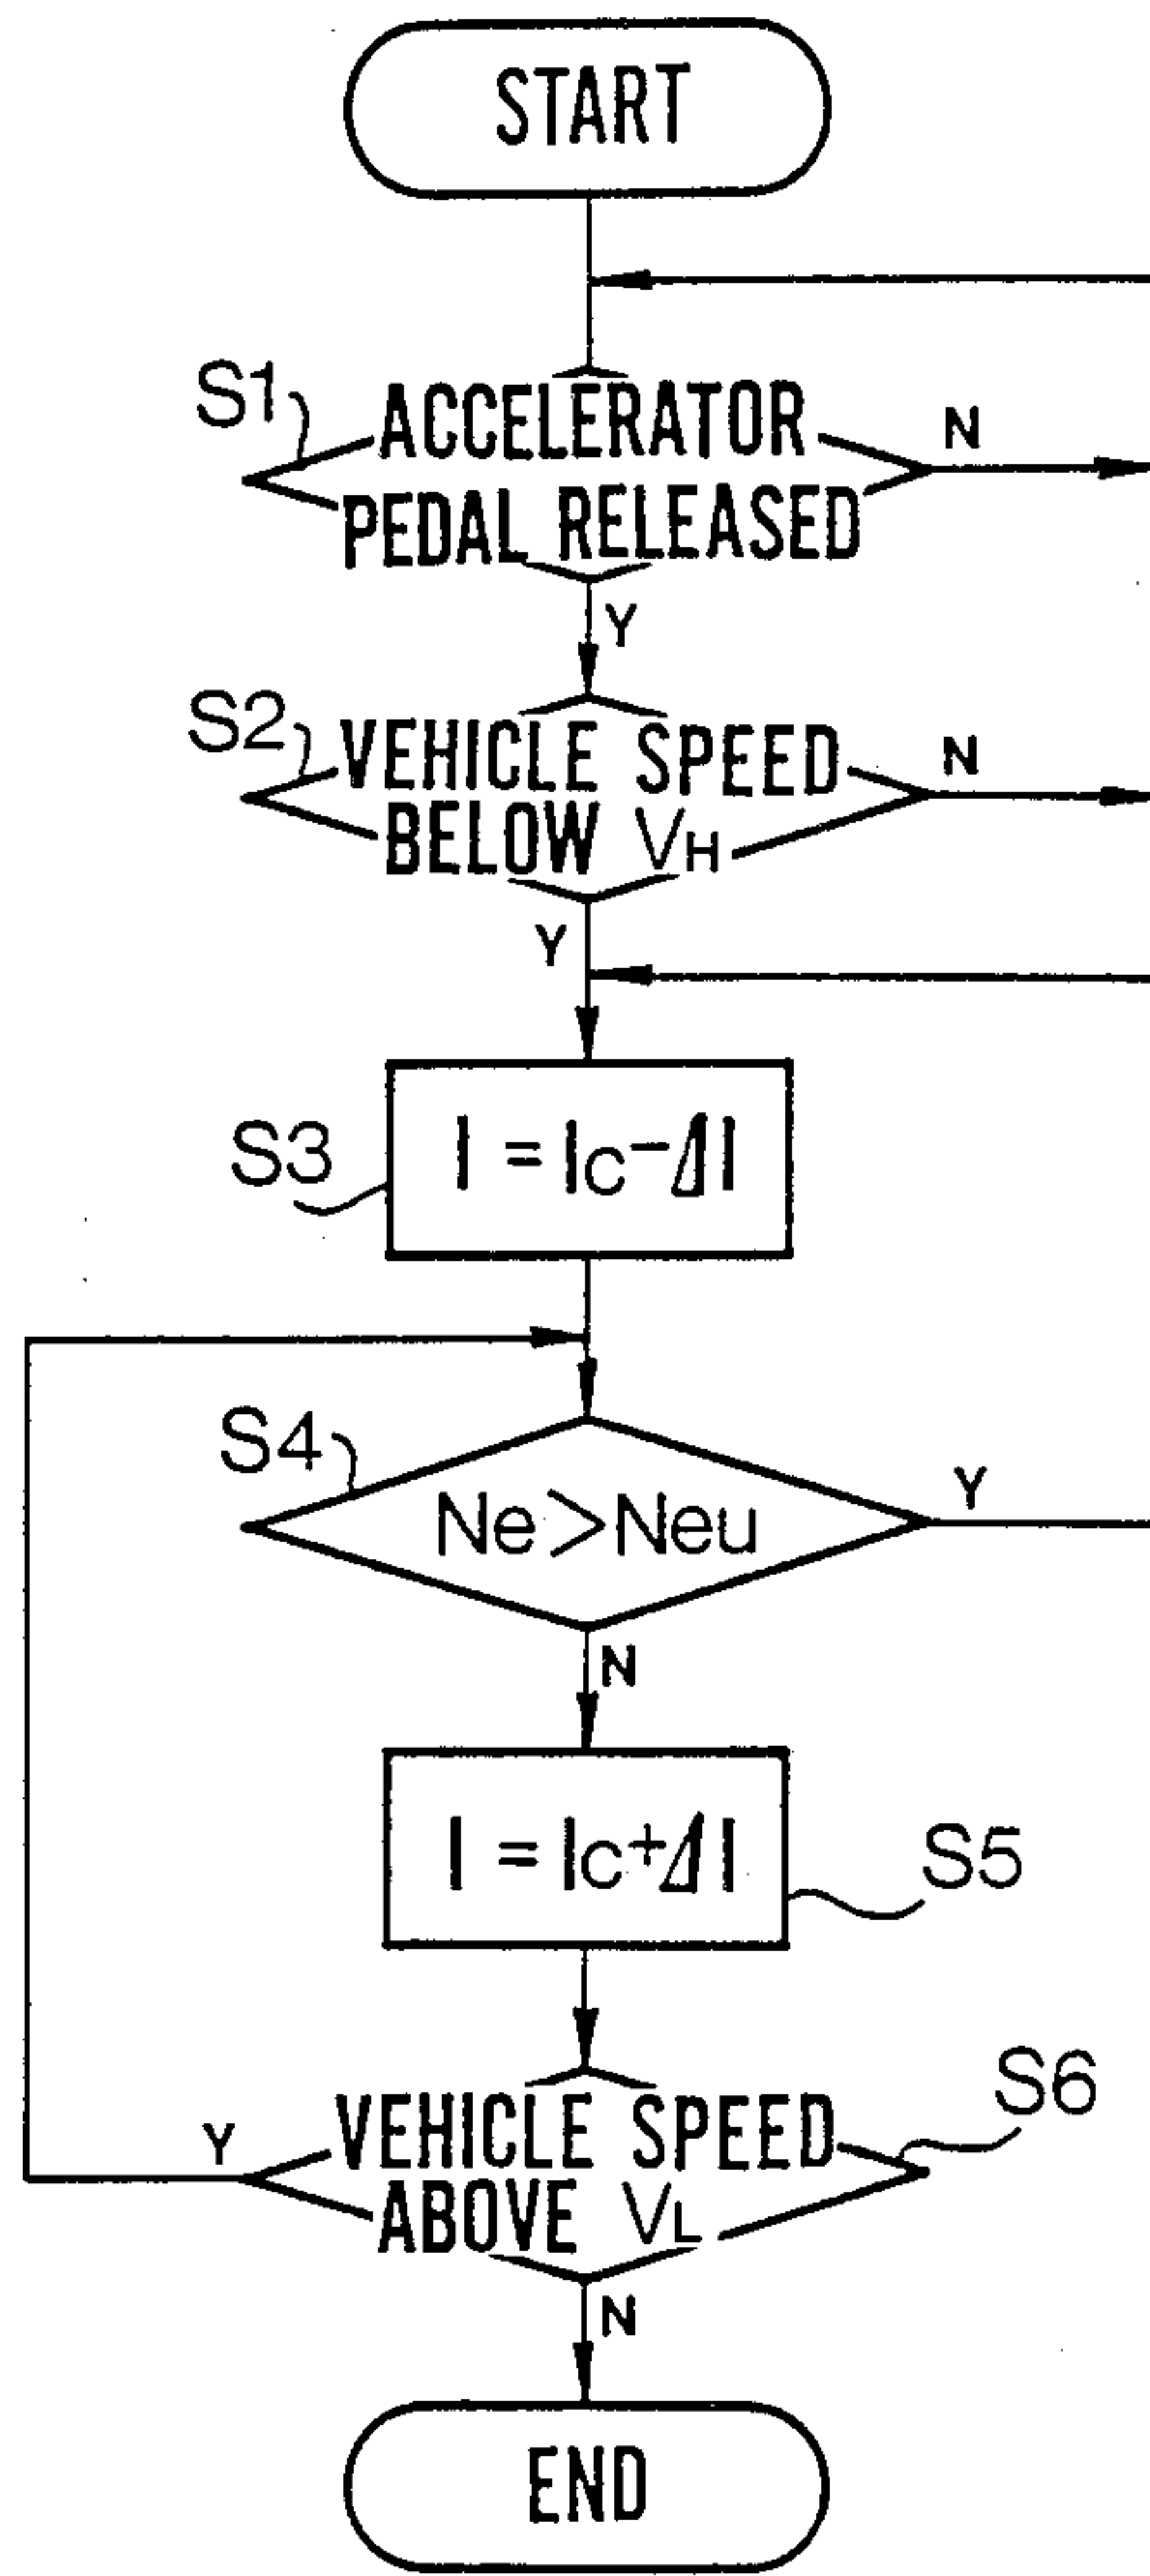 START
S1
ACCELERATOR
N
PEDAL RELEASED
Y
S2
VEHICLE SPEED
N
BELOW VH
Y
S3
I = Ic-ΔI
S4
Ne>Neu
Y
N
I = Ic+ΔI
S5
S6
Y
VEHICLE SPEED
ABOVE VL
N
END